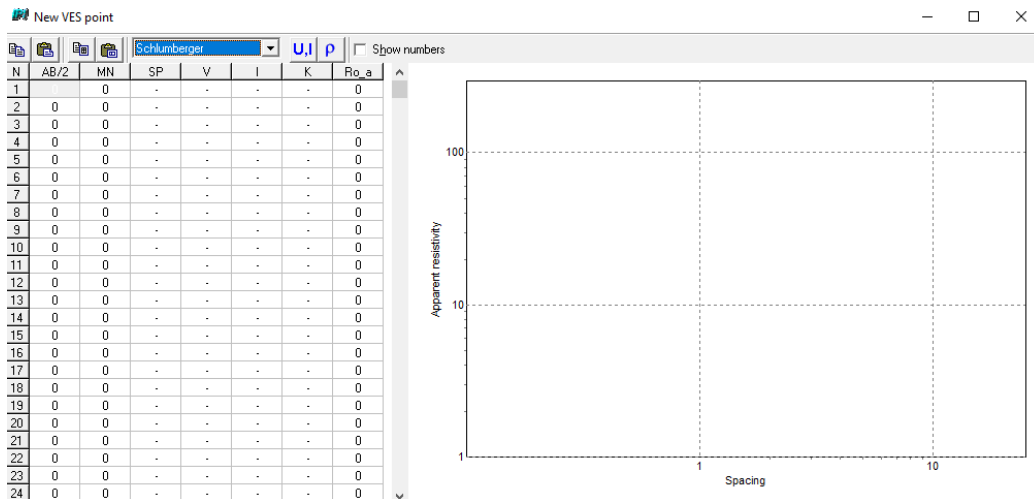 New VES point
Schlumberger U,I ρ Show numbers
N AB/2 MN SP V I K Ro_a
1 0 0 - - - - 0
2 0 0 - - - - 0
3 0 0 - - - - 0
4 0 0 - - - - 0
5 0 0 - - - - 0
6 0 0 - - - - 0
7 0 0 - - - - 0
8 0 0 - - - - 0
9 0 0 - - - - 0
10 0 0 - - - - 0
11 0 0 - - - - 0
12 0 0 - - - - 0
13 0 0 - - - - 0
14 0 0 - - - - 0
15 0 0 - - - - 0
16 0 0 - - - - 0
17 0 0 - - - - 0
18 0 0 - - - - 0
19 0 0 - - - - 0
20 0 0 - - - - 0
21 0 0 - - - - 0
22 0 0 - - - - 0
23 0 0 - - - - 0
24 0 0 - - - - 0
Apparent resistivity
100
10
1
1 10
Spacing